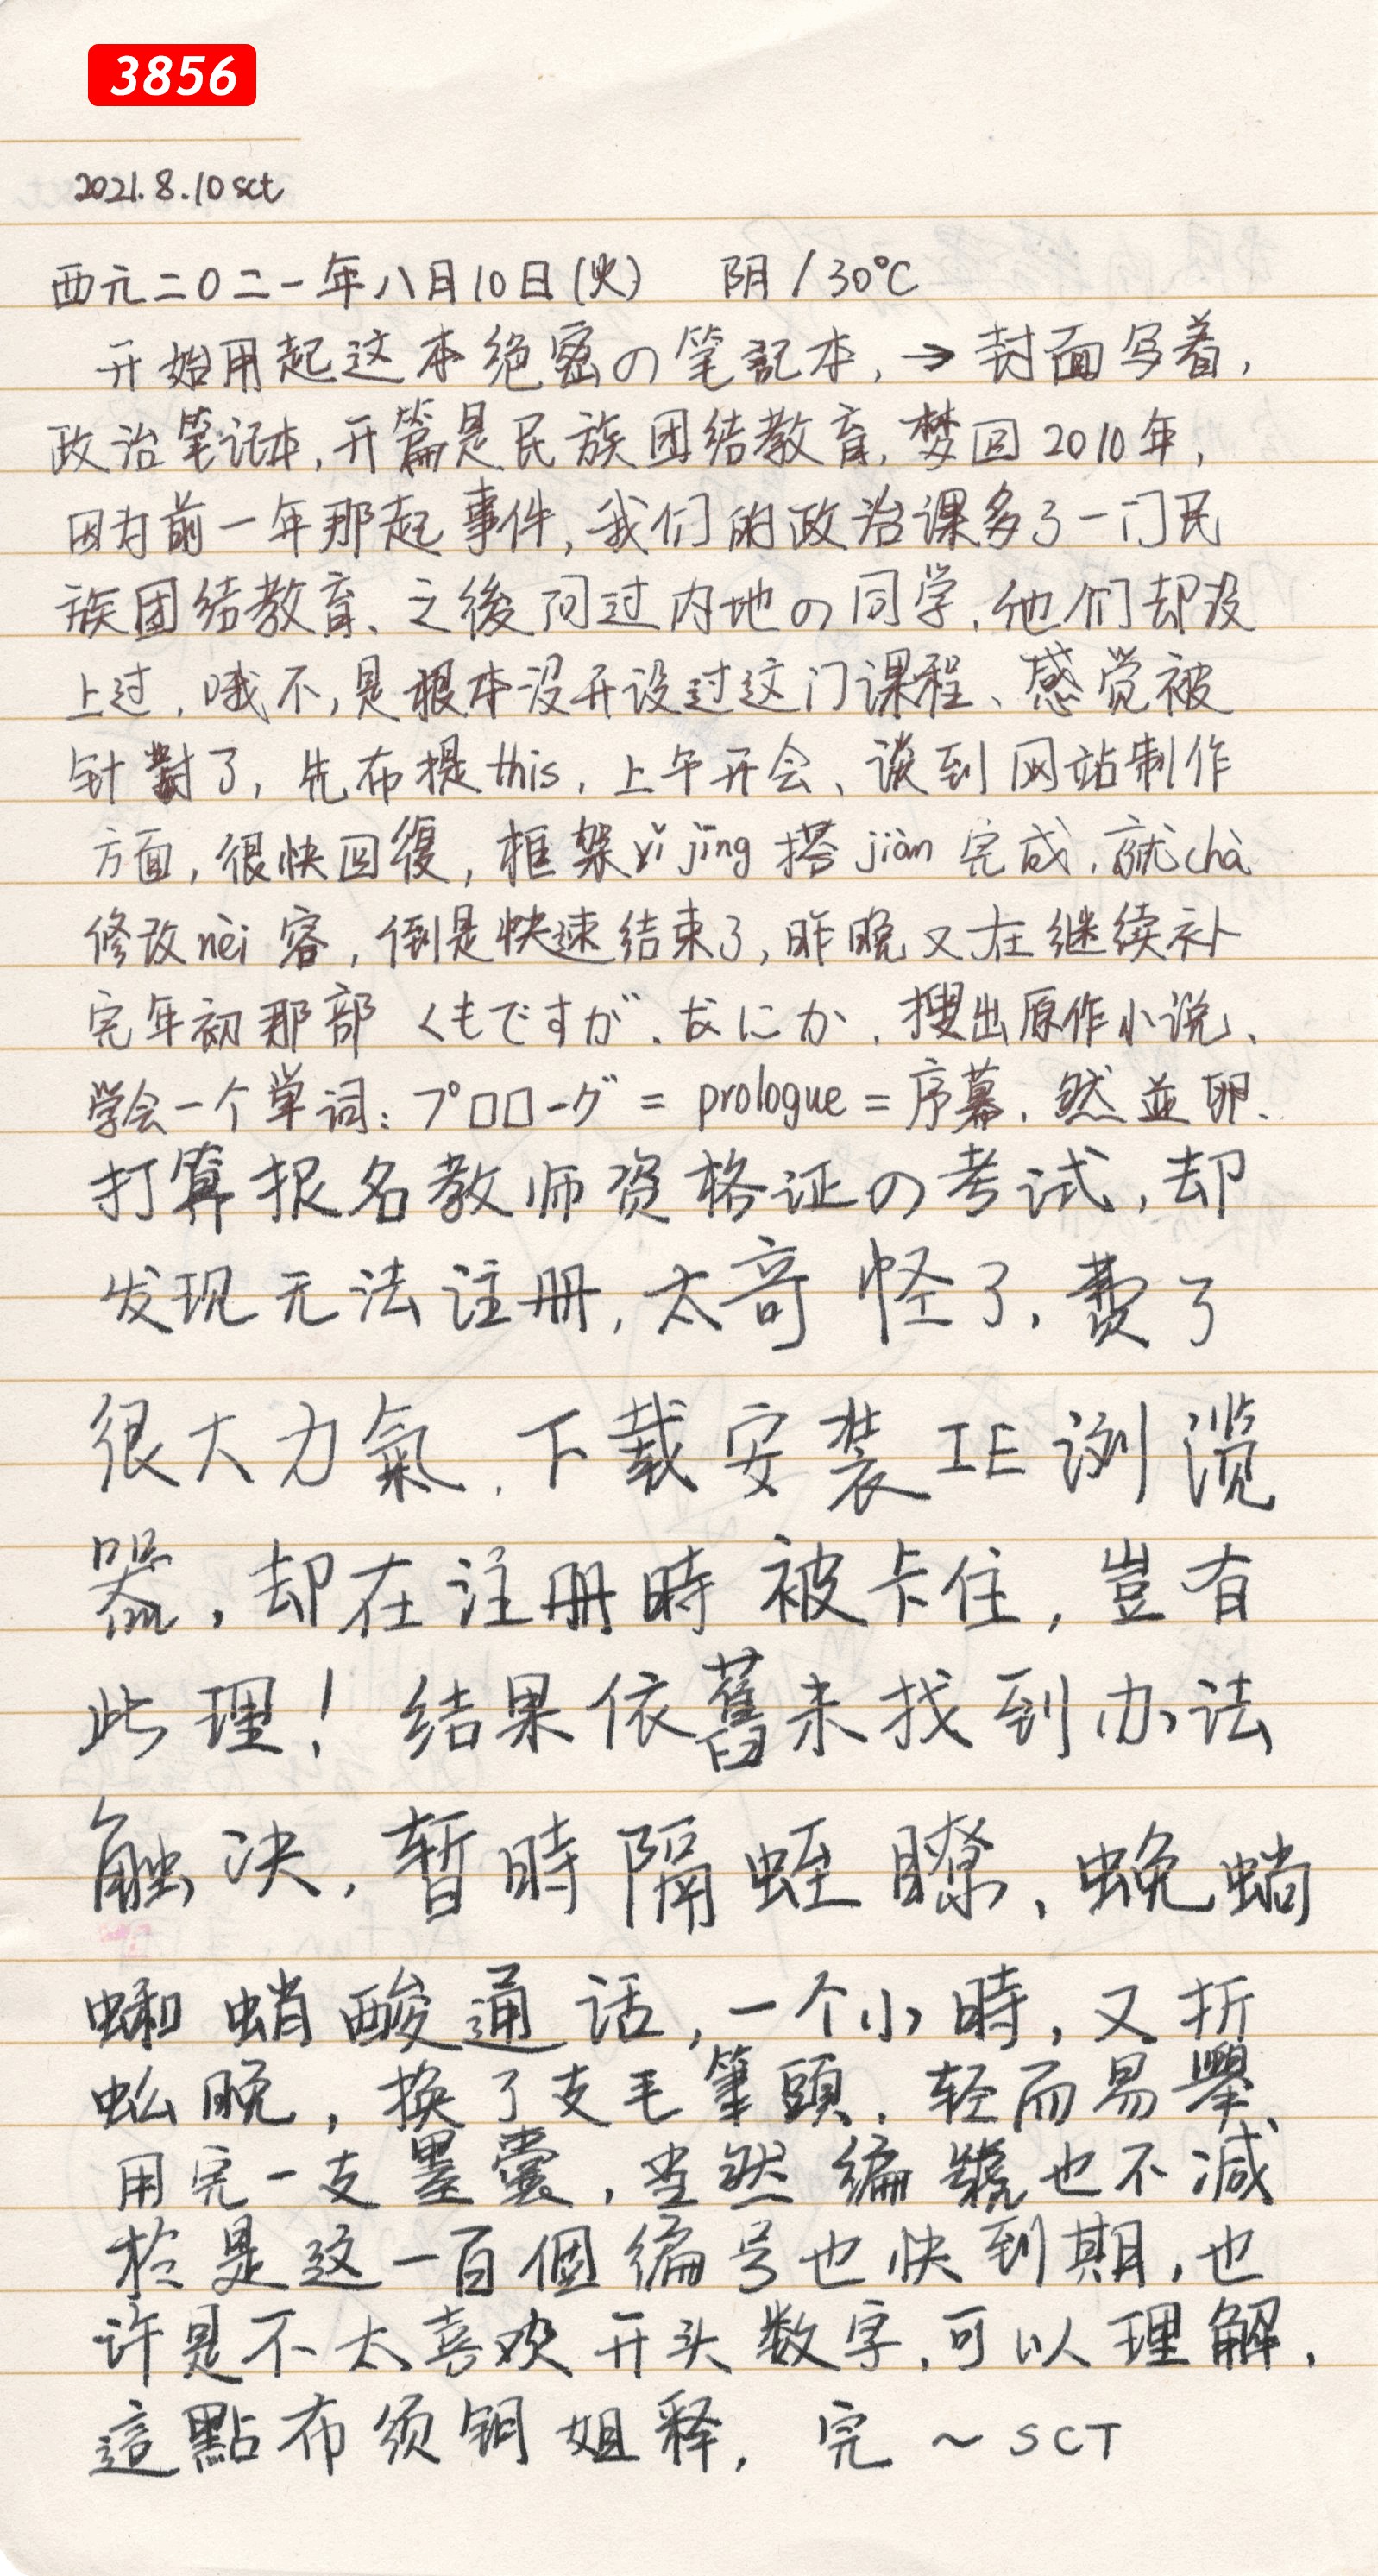 3856
2021.8.10 sct
西元二〇二一年八月10日(火) 阴/30℃
开始用起这本绝密の笔記本,→封面写着,
政治笔记本,开篇是民族团结教育,梦回2010年,
因为前一年那起事件,我们的政治课多了一门民
族团结教育、之後问过内地の同学,他们却没
上过,哦不,是根本没开设过这门课程、感觉被
针對了,先布提this,上午开会、谈到网站制作
方面,很快回復,框架yǐ jīng搭jiàn完成,就chà
修改nèi容,倒是快速结束了,昨晚又在继续补
完年初那部くもですが、なにか,搜出原作小说、
学会一个单词:プロローグ=prologue=序幕,然並卵、
打算报名教师资格证の考试,却
发现无法注册,太奇怪了,费了
很大力氣,下载安装IE浏览
器,却在注册時被卡住,豈有
此理!结果依舊未找到办法
触决,暂時隔蛭瞭,蛻蝸
蜘蛸酸通话,一个小時,又折
蚣晚,换了支毛筆頭,轻而易舉
用完一支墨囊,当然编號也不减
於是这一百個编号也快到期,也
许是不太喜欢开头数字,可以理解,
這點布须钥姐释,完~SCT